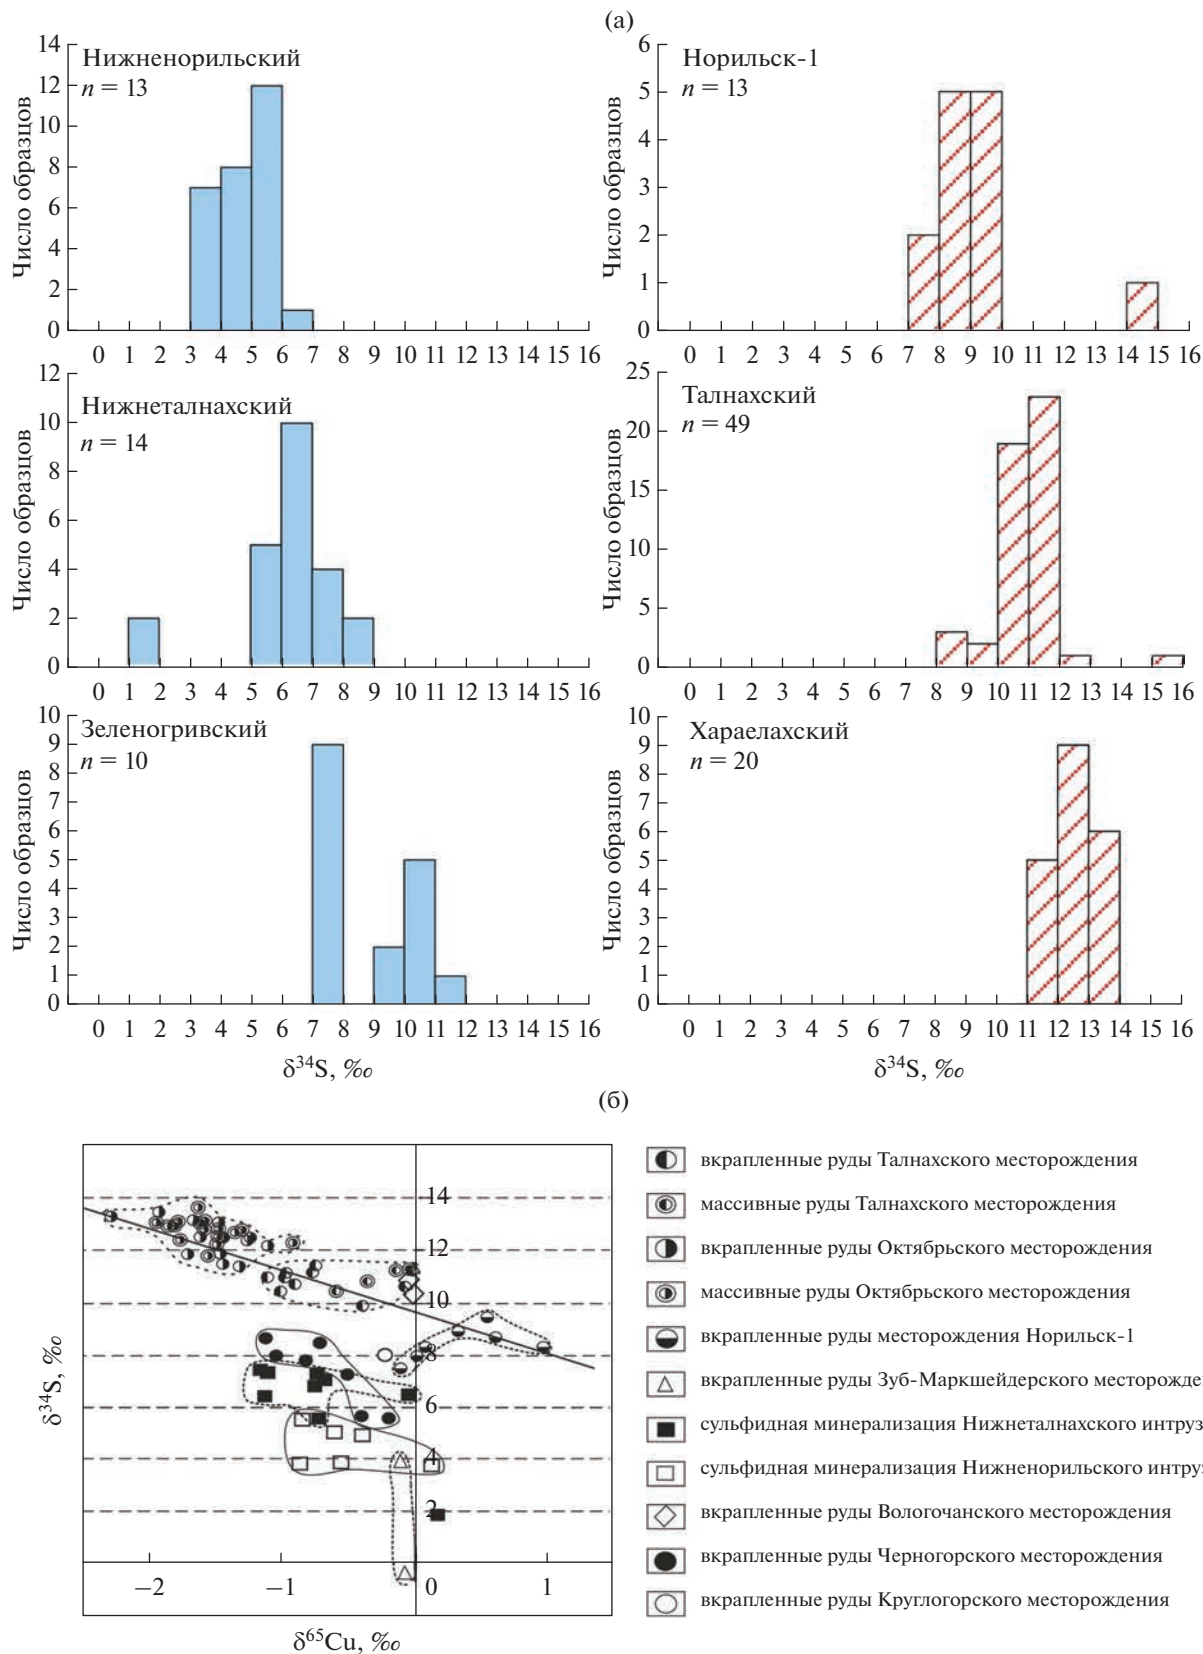 (а)
Нижненорильский
n = 13
Число образцов
14
12
10
8
6
4
2
0
0 1 2 3 4 5 6 7 8 9 10 11 12 13 14 15 16
Норильск-1
n = 13
Число образцов
6
5
4
3
2
1
0
0 1 2 3 4 5 6 7 8 9 10 11 12 13 14 15 16
Нижнеталнахский
n = 14
Число образцов
12
10
8
6
4
2
0
0 1 2 3 4 5 6 7 8 9 10 11 12 13 14 15 16
Талнахский
n = 49
Число образцов
25
20
15
10
5
0
0 1 2 3 4 5 6 7 8 9 10 11 12 13 14 15 16
Зеленогривский
n = 10
Число образцов
10
9
8
7
6
5
4
3
2
1
0
0 1 2 3 4 5 6 7 8 9 10 11 12 13 14 15 16
δ³⁴S, ‰
Хараелахский
n = 20
Число образцов
10
9
8
7
6
5
4
3
2
1
0
0 1 2 3 4 5 6 7 8 9 10 11 12 13 14 15 16
δ³⁴S, ‰
(б)
δ³⁴S, ‰
14
12
10
8
6
4
2
−2 −1 0 1
δ⁶⁵Cu, ‰
вкрапленные руды Талнахского месторождения
массивные руды Талнахского месторождения
вкрапленные руды Октябрьского месторождения
массивные руды Октябрьского месторождения
вкрапленные руды месторождения Норильск-1
вкрапленные руды Зуб-Маркшейдерского месторожде
сульфидная минерализация Нижнеталнахского интруз
сульфидная минерализация Нижненорильского интруз
вкрапленные руды Вологочанского месторождения
вкрапленные руды Черногорского месторождения
вкрапленные руды Круглогорского месторождения